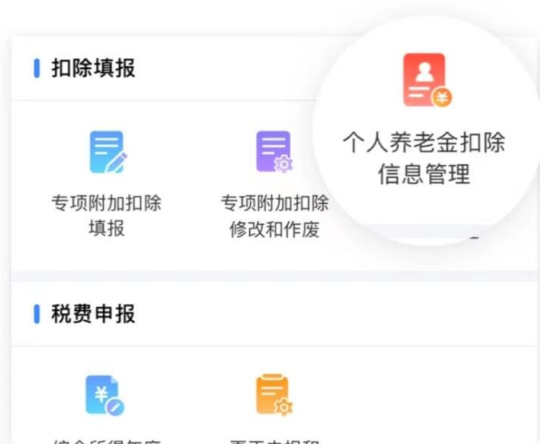 扣除填报
专项附加扣除
填报
专项附加扣除
修改和作废
个人养老金扣除
信息管理
税费申报